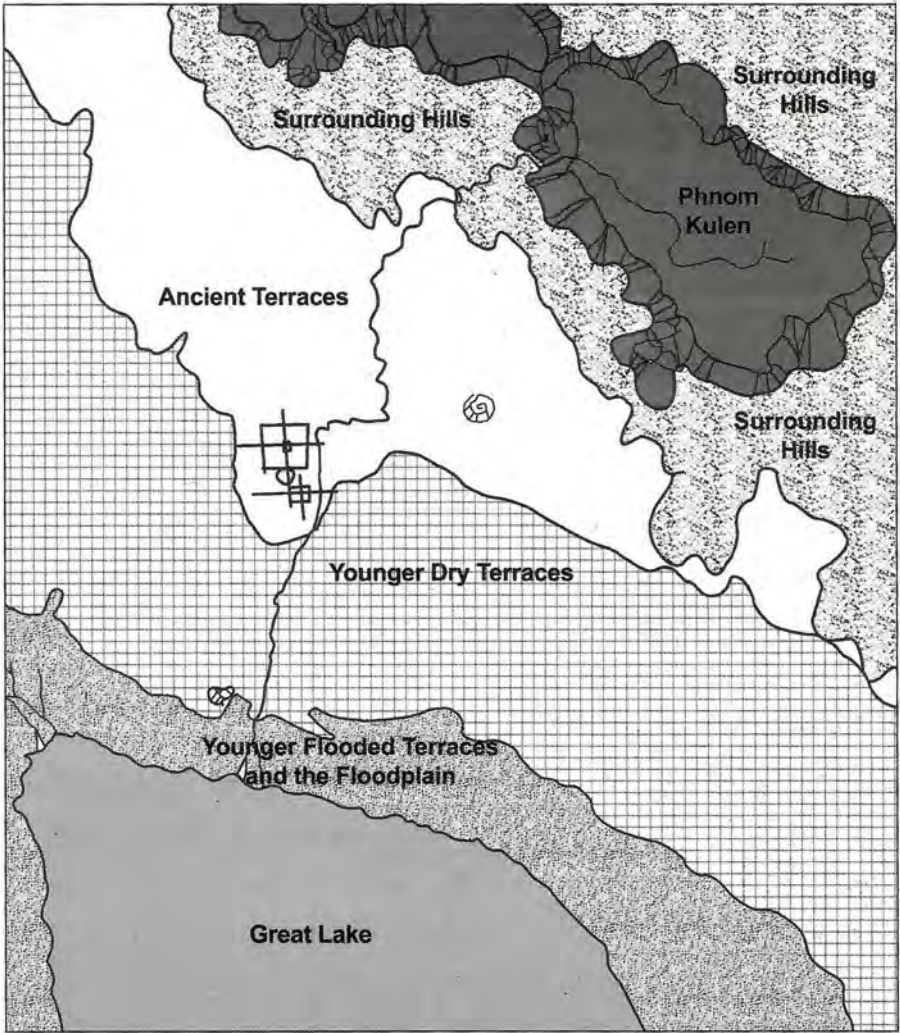 Surrounding
Hills
Surrounding Hills
Phnom
Kulen
Ancient Terraces
Surrounding
Hills
Younger Dry Terraces
Younger Flooded Terraces
and the Floodplain
Great Lake